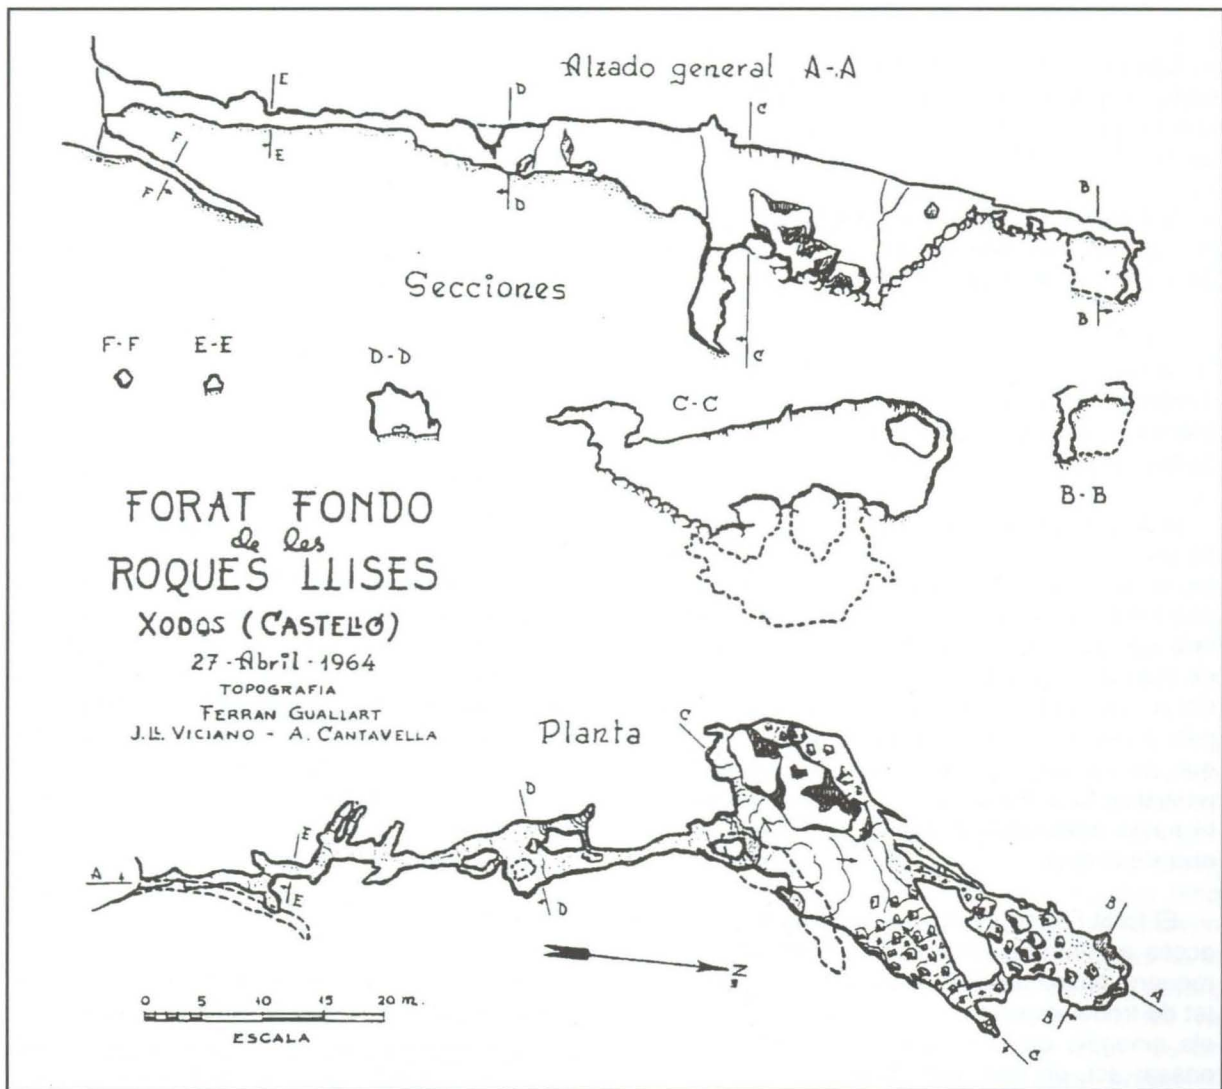 Alzado general A-A
E
D
C
E
F
F
D
B
B
C
Secciones
F-F
E-E
D-D
C-C
B-B
FORAT FONDO
de les
ROQUES LLISES
XODOS (CASTELLÓ)
27-Abril-1964
TOPOGRAFIA
FERRAN GUALLART
J.LL. VICIANO - A. CANTAVELLA
Planta
C
D
E
A
E
D
B
N
A
B
C
0 5 10 15 20 m.
ESCALA